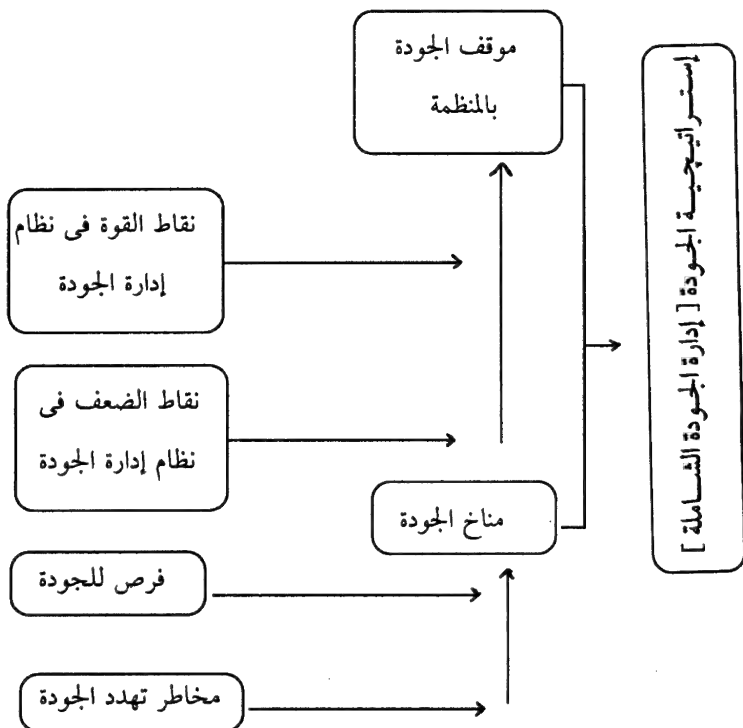 موقف الجودة
بالمنظمة
إستراتيچية الجودة [ إدارة الجودة الشاملة ]
نقاط القوة فى نظام
إدارة الجودة
نقاط الضعف فى
نظام إدارة الجودة
مناخ الجودة
فرص للجودة
مخاطر تهدد الجودة